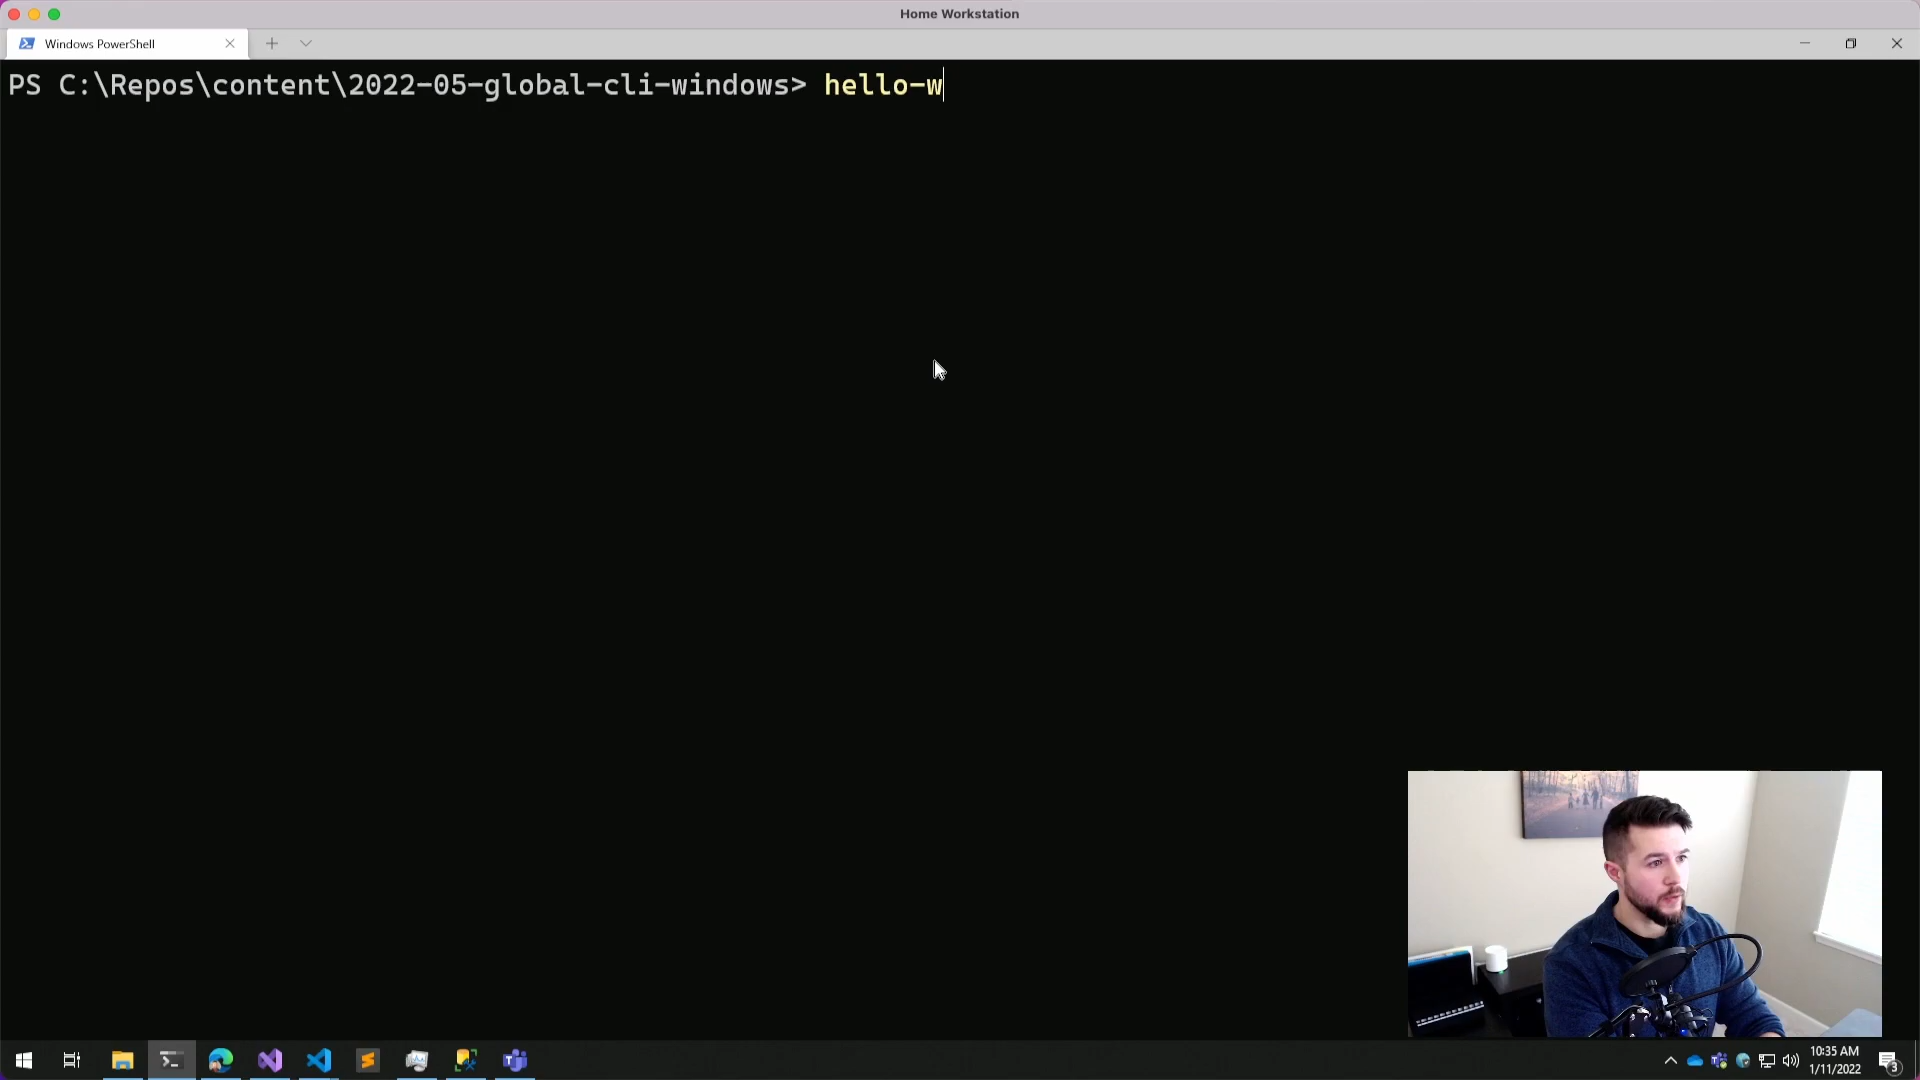 Home Workstation
Windows PowerShell
PS C:\Repos\content\2022-05-global-cli-windows> hello-w
10:35 AM
1/11/2022
3